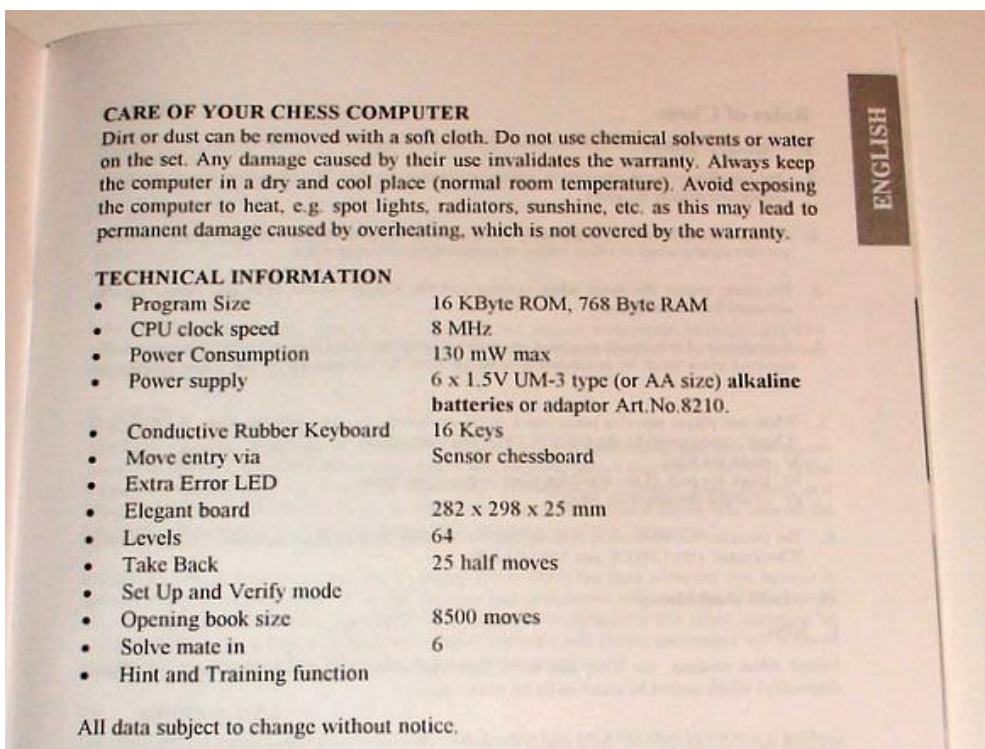 CARE OF YOUR CHESS COMPUTER
Dirt or dust can be removed with a soft cloth. Do not use chemical solvents or water
on the set. Any damage caused by their use invalidates the warranty. Always keep
the computer in a dry and cool place (normal room temperature). Avoid exposing
the computer to heat, e.g. spot lights, radiators, sunshine, etc. as this may lead to
permanent damage caused by overheating, which is not covered by the warranty.
ENGLISH
TECHNICAL INFORMATION
• Program Size 16 KByte ROM, 768 Byte RAM
• CPU clock speed 8 MHz
• Power Consumption 130 mW max
• Power supply 6 x 1.5V UM-3 type (or AA size) alkaline
batteries or adaptor Art.No.8210.
• Conductive Rubber Keyboard 16 Keys
• Move entry via Sensor chessboard
• Extra Error LED
• Elegant board 282 x 298 x 25 mm
• Levels 64
• Take Back 25 half moves
• Set Up and Verify mode
• Opening book size 8500 moves
• Solve mate in 6
• Hint and Training function
All data subject to change without notice.